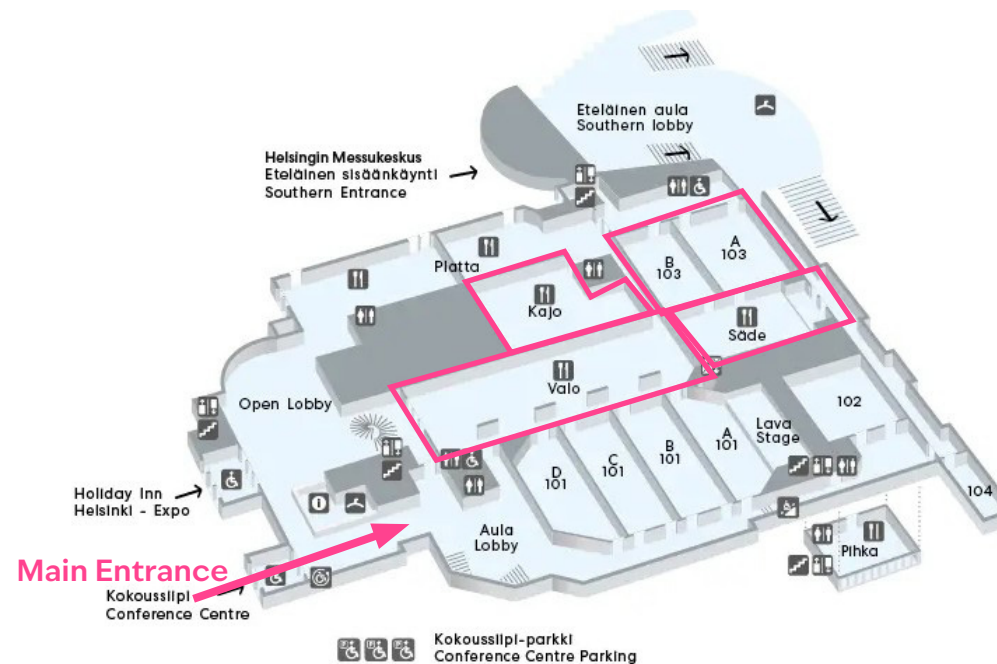 Eteläinen aula
Southern lobby
Helsingin Messukeskus
Eteläinen sisäänkäynti
Southern Entrance
A
103
B
103
Platta
Kajo
Säde
Valo
Open Lobby
102
Lava
Stage
A
101
B
101
C
101
D
101
104
Holiday Inn
Helsinki - Expo
i
Aula
Lobby
Pihka
Main Entrance
Kokoussiipi
Conference Centre
Kokoussiipi-parkki
Conference Centre Parking